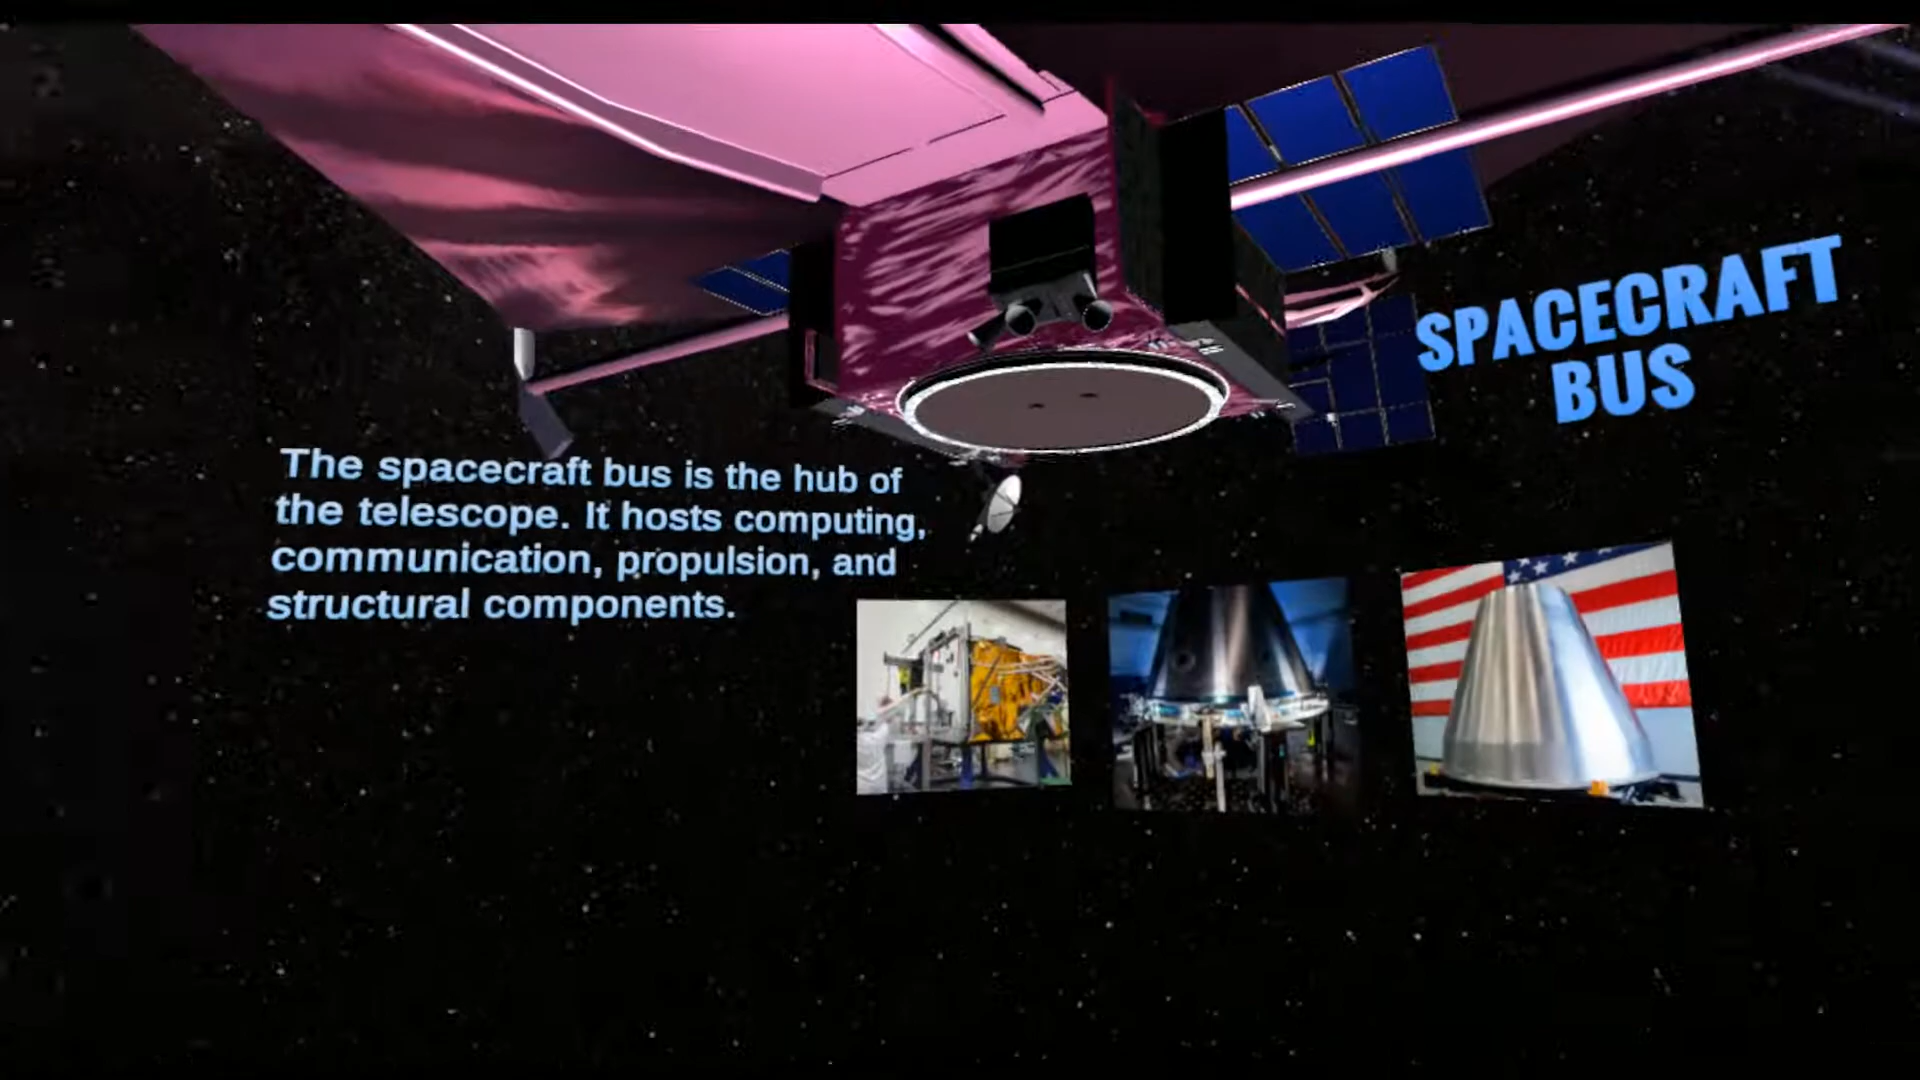 SPACECRAFT
BUS
The spacecraft bus is the hub of
the telescope. It hosts computing,
communication, propulsion, and
structural components.